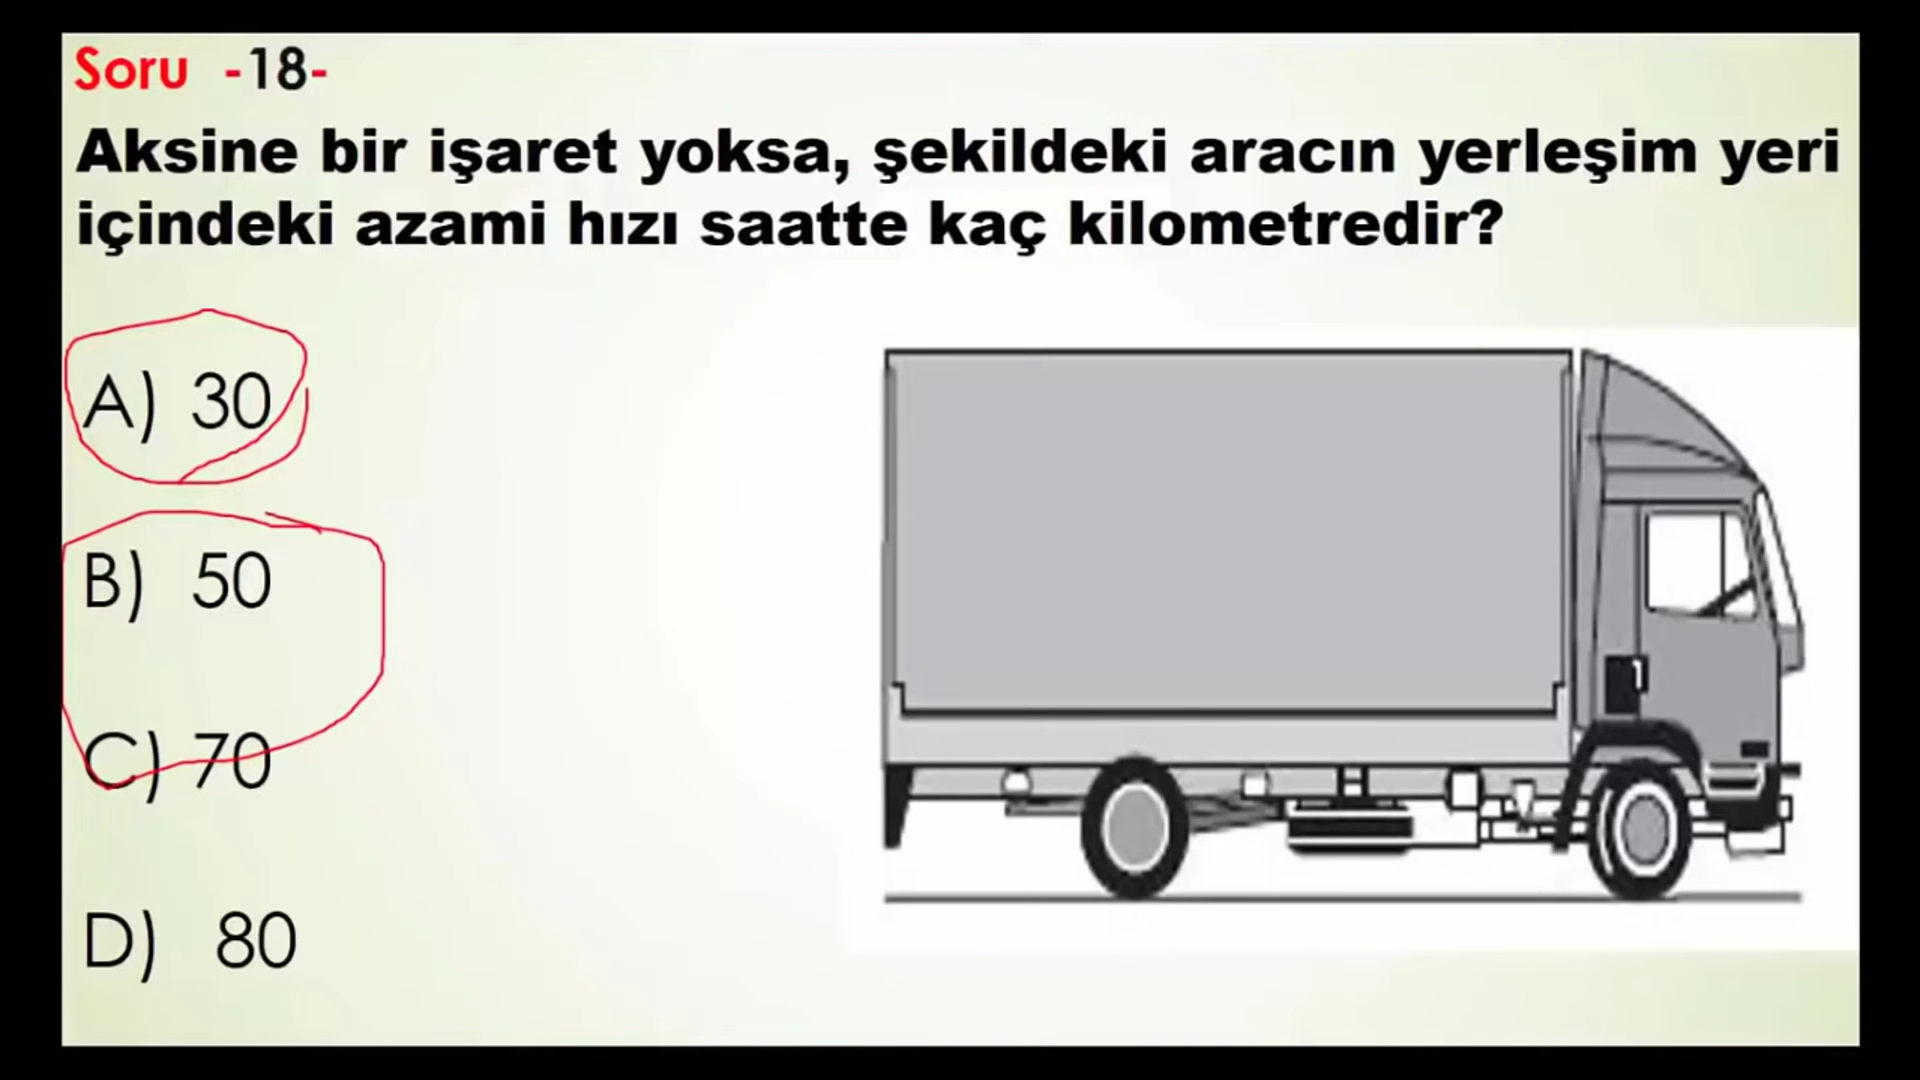 Soru -18-
Aksine bir işaret yoksa, şekildeki aracın yerleşim yeri
içindeki azami hızı saatte kaç kilometredir?
A) 30
B) 50
C) 70
D) 80